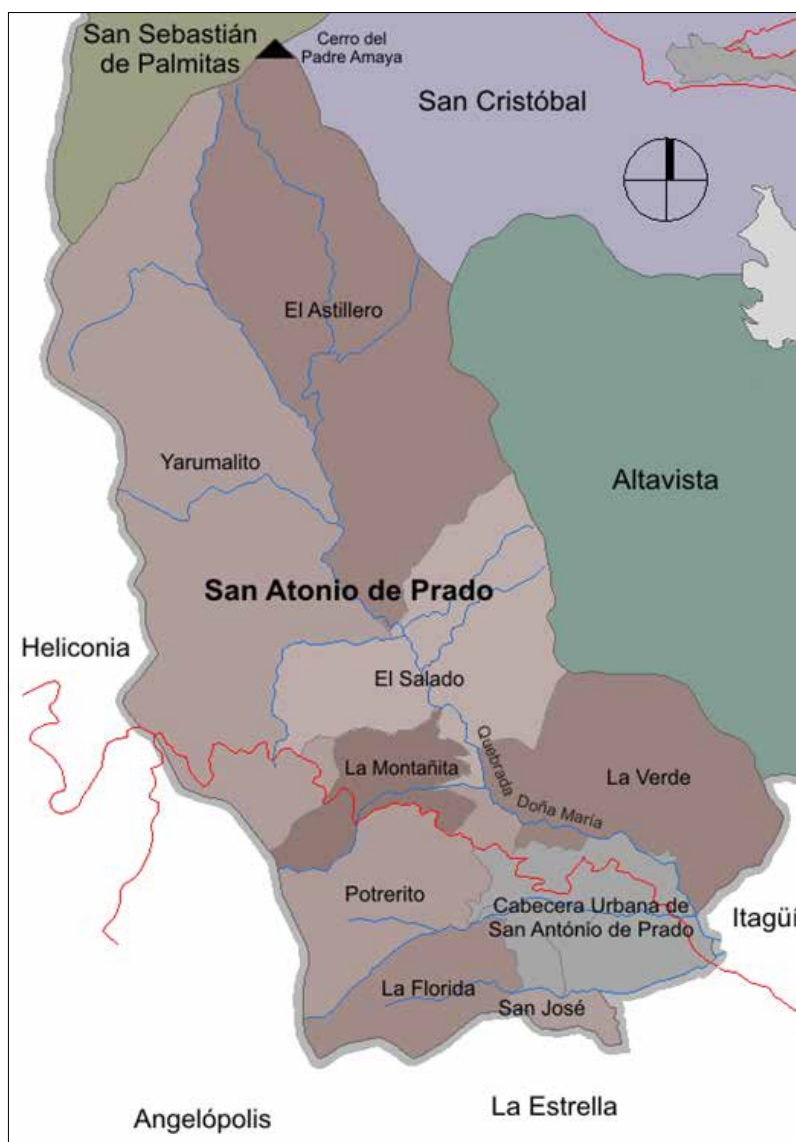 San Sebastián
de Palmitas
Cerro del
Padre Amaya
San Cristóbal
El Astillero
Yarumalito
Altavista
San Atonio de Prado
Heliconia
El Salado
Quebrada
Doña María
La Montañita
La Verde
Potrerito
Cabecera Urbana de
San António de Prado
Itagüí
La Florida
San José
La Estrella
Angelópolis